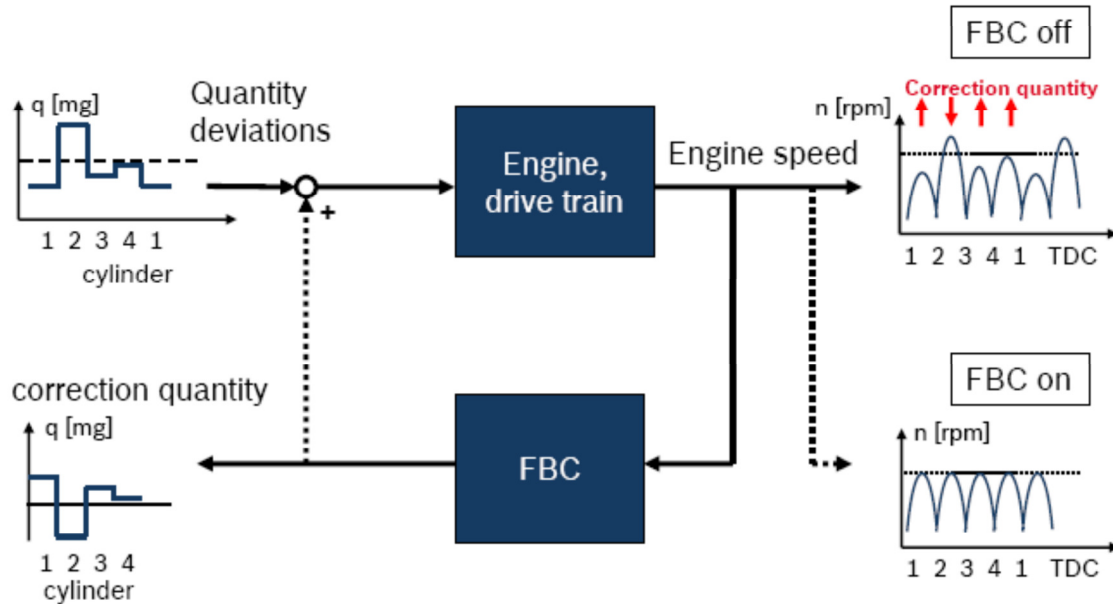 FBC off
q [mg]
Quantity
deviations
1 2 3 4 1
cylinder
+
Engine,
drive train
Engine speed
Correction quantity
n [rpm]
1 2 3 4 1 TDC
correction quantity
q [mg]
1 2 3 4
cylinder
FBC
FBC on
n [rpm]
1 2 3 4 1 TDC